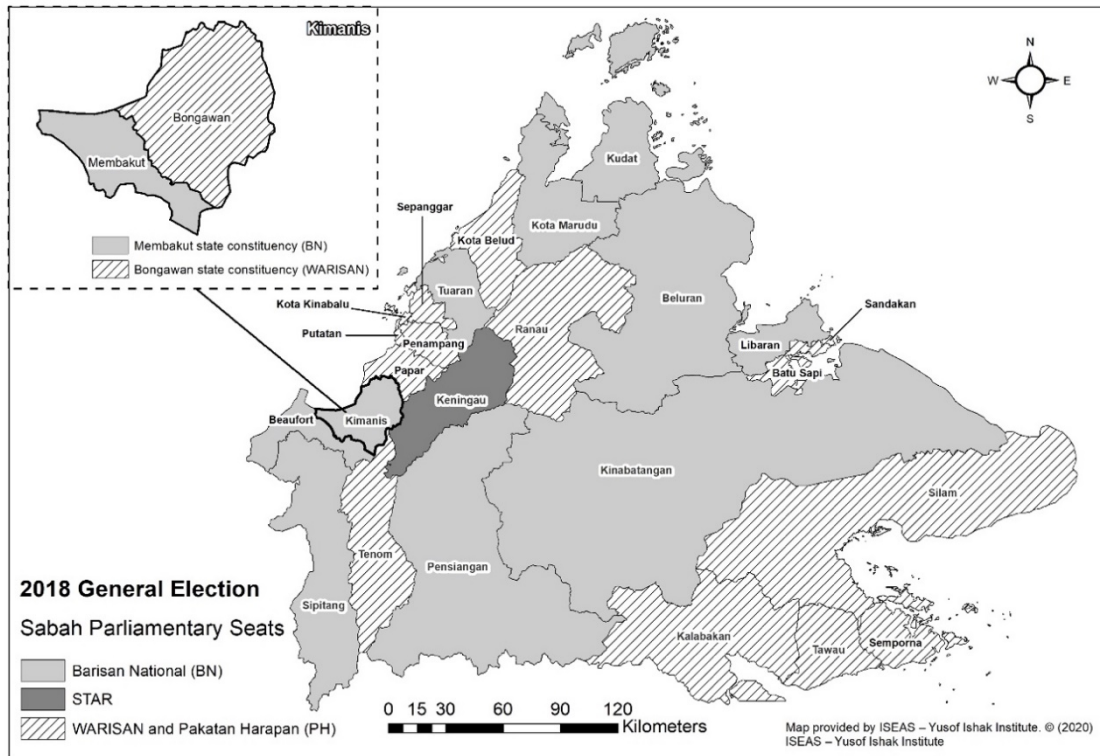 Kimanis
Bongawan
Membakut
Membakut state constituency (BN)
Bongawan state constituency (WARISAN)
N
W
E
S
Kudat
Kota Marudu
Sepanggar
Kota Belud
Tuaran
Beluran
Kota Kinabalu
Sandakan
Putatan
Ranau
Penampang
Libaran
Papar
Batu Sapi
Keningau
Beaufort
Kimanis
Kinabatangan
Silam
Tenom
Pensiangan
Sipitang
Kalabakan
Tawau
Semporna
2018 General Election
Sabah Parliamentary Seats
Barisan National (BN)
STAR
WARISAN and Pakatan Harapan (PH)
0 15 30 60 90 120
Kilometers
Map provided by ISEAS – Yusof Ishak Institute. © (2020)
ISEAS – Yusof Ishak Institute